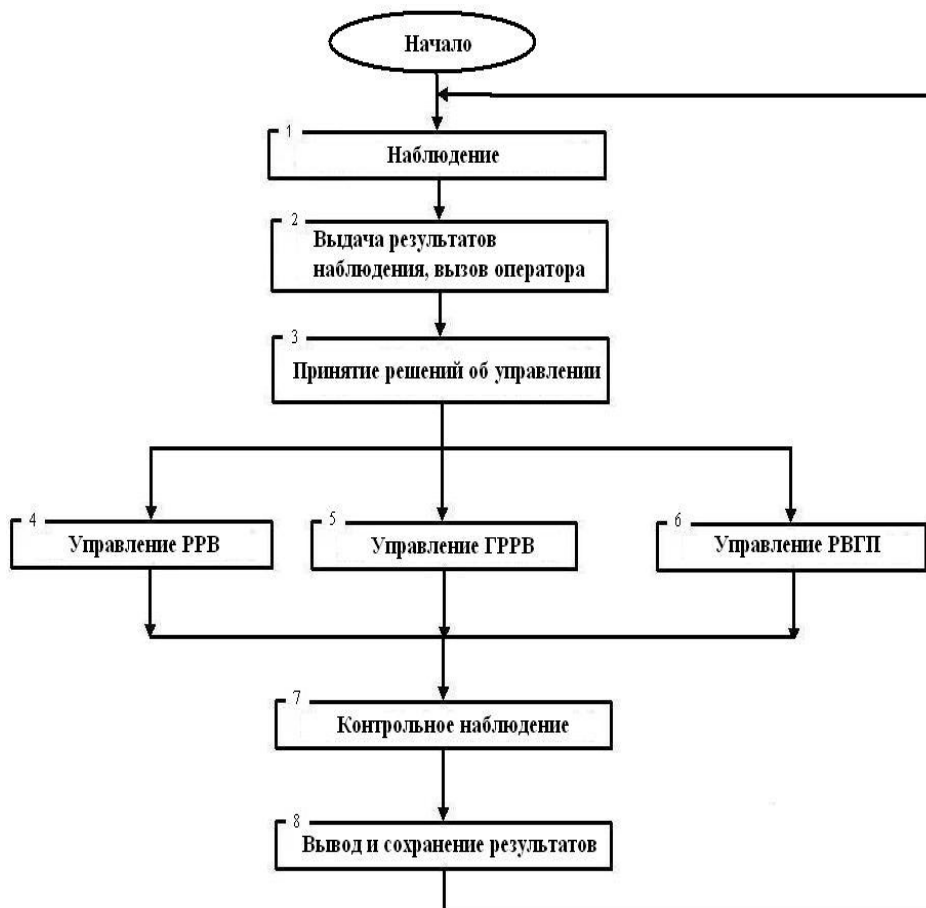 Начало
1
Наблюдение
2
Выдача результатов
наблюдения, вызов оператора
3
Принятие решений об управлении
4
Управление РРВ
5
Управление ГРРВ
6
Управление РВГП
7
Контрольное наблюдение
8
Вывод и сохранение результатов